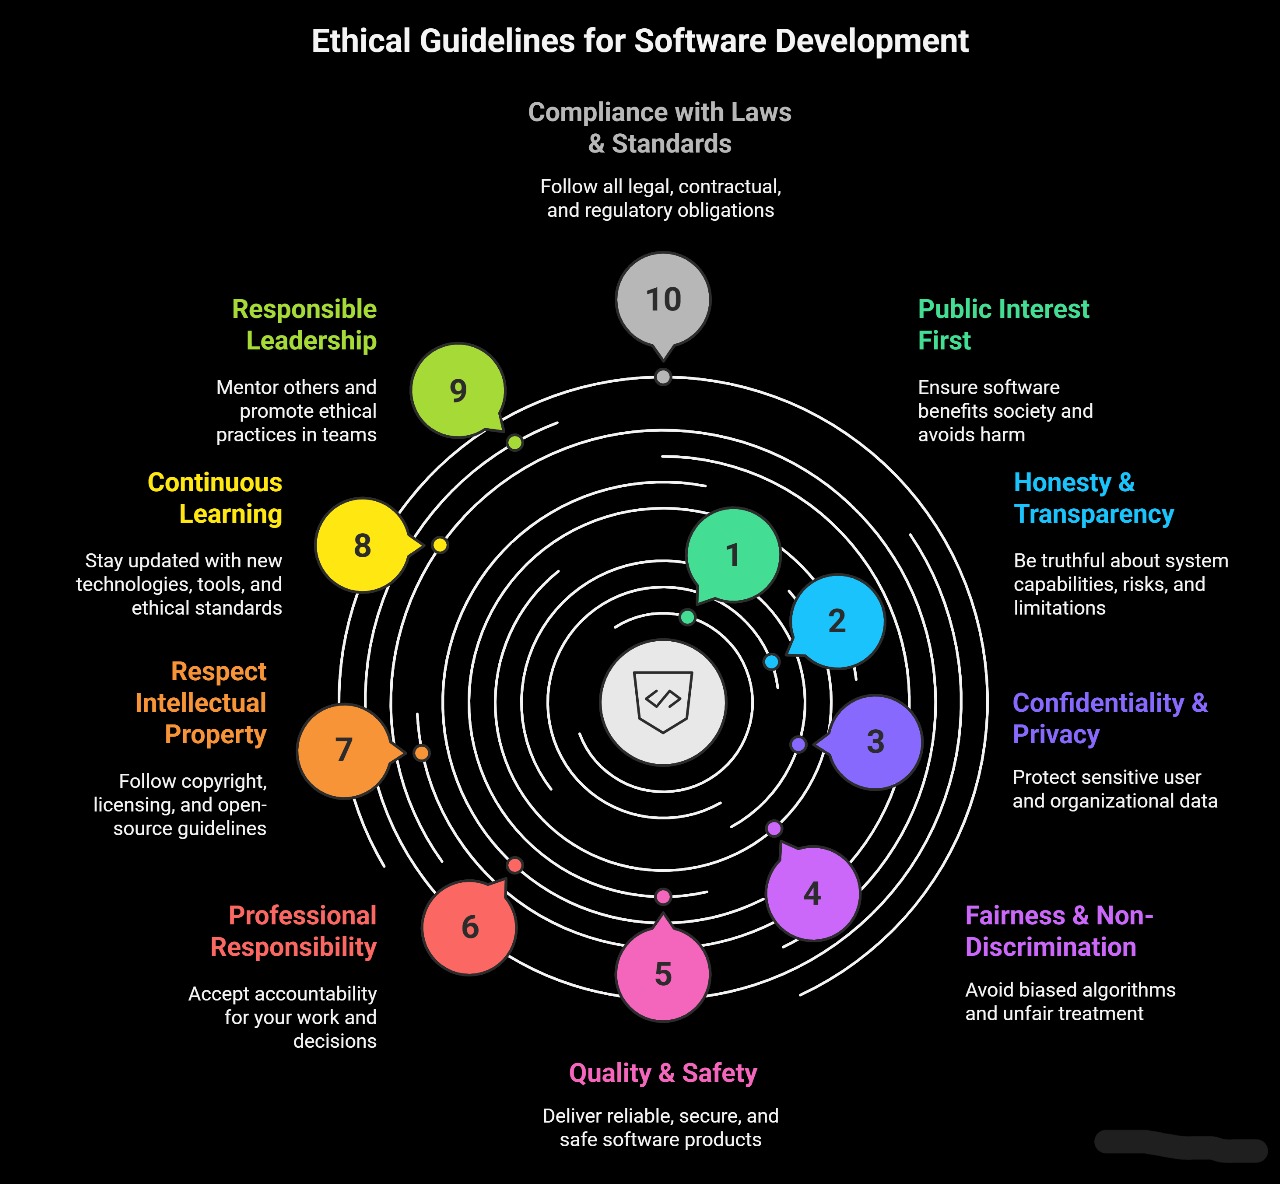 Ethical Guidelines for Software Development
Compliance with Laws
& Standards
Follow all legal, contractual,
and regulatory obligations
10
Public Interest
First
Ensure software
benefits society and
avoids harm
1
Honesty &
Transparency
Be truthful about system
capabilities, risks, and
limitations
2
Confidentiality &
Privacy
Protect sensitive user
and organizational data
3
Fairness & Non-
Discrimination
Avoid biased algorithms
and unfair treatment
4
Quality & Safety
Deliver reliable, secure, and
safe software products
5
Professional
Responsibility
Accept accountability
for your work and
decisions
6
Respect
Intellectual
Property
Follow copyright,
licensing, and open-
source guidelines
7
Continuous
Learning
Stay updated with new
technologies, tools, and
ethical standards
8
Responsible
Leadership
Mentor others and
promote ethical
practices in teams
9